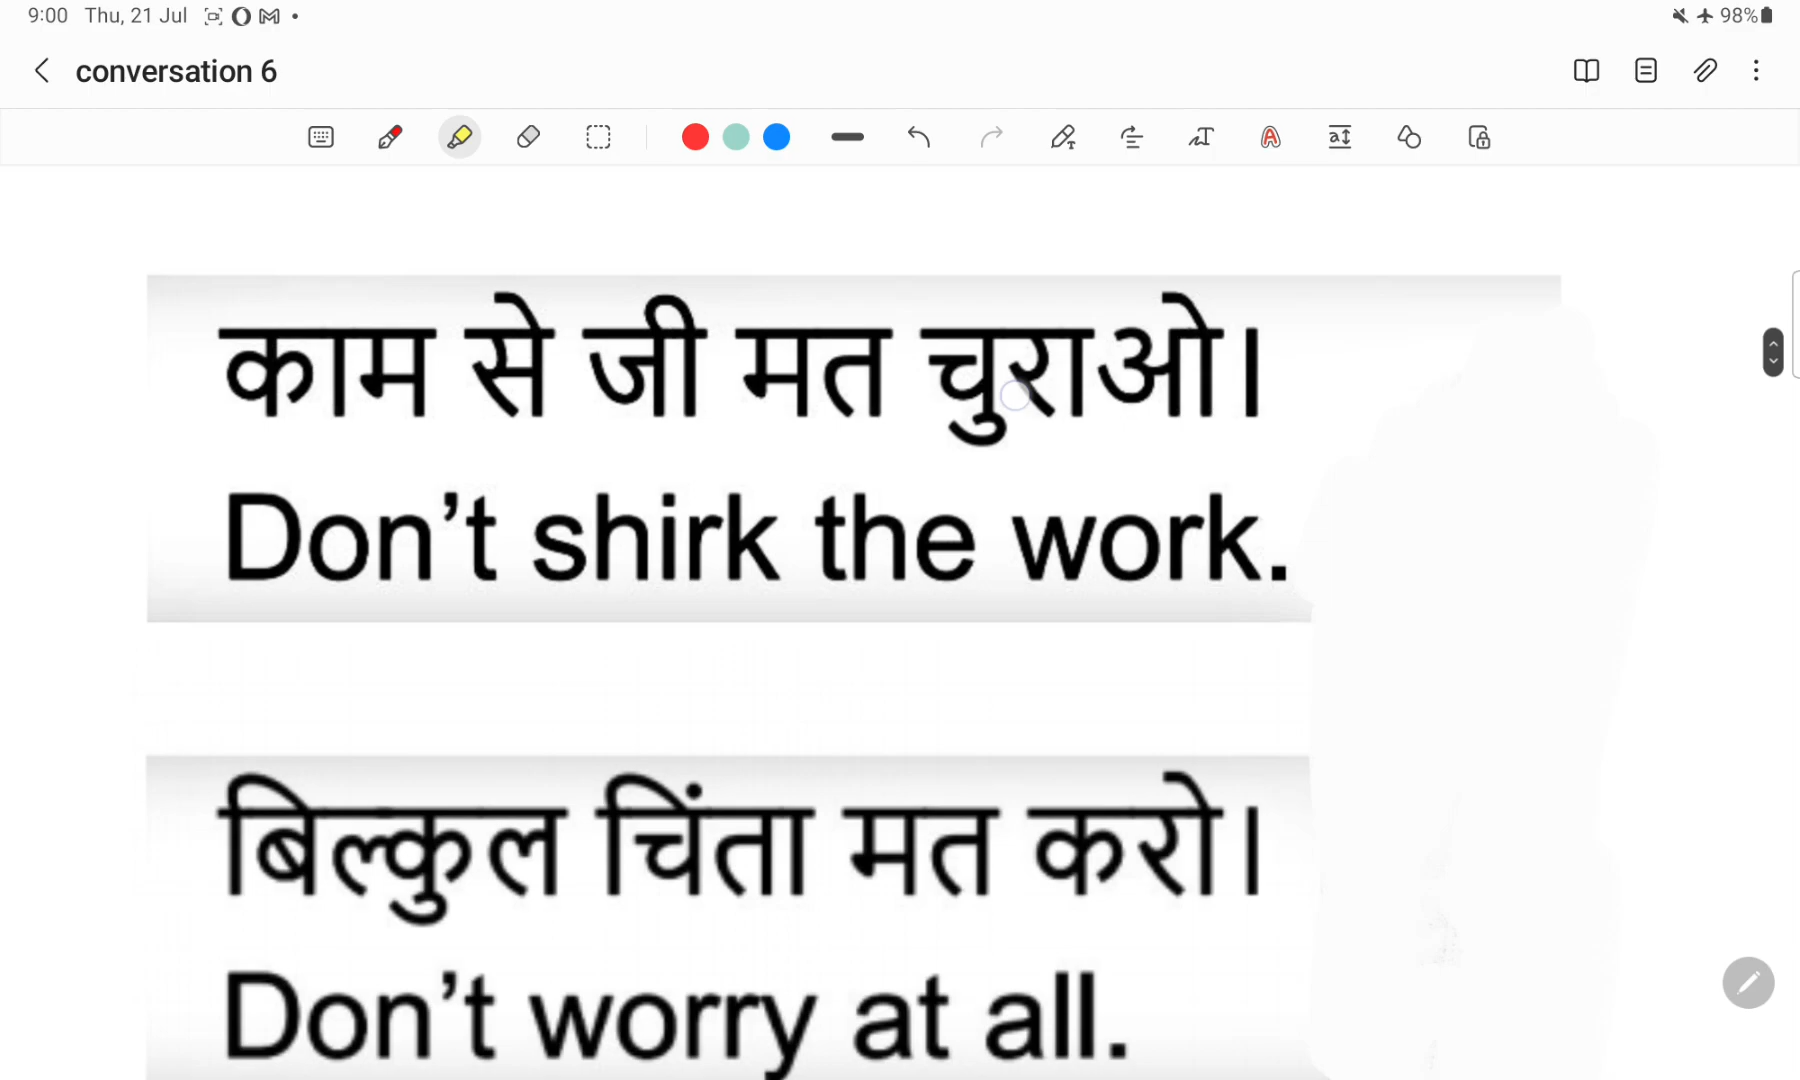 9:00 Thu, 21 Jul 98%
conversation 6
काम से जी मत चुराओ।
Don't shirk the work.
बिल्कुल चिंता मत करो।
Don't worry at all.